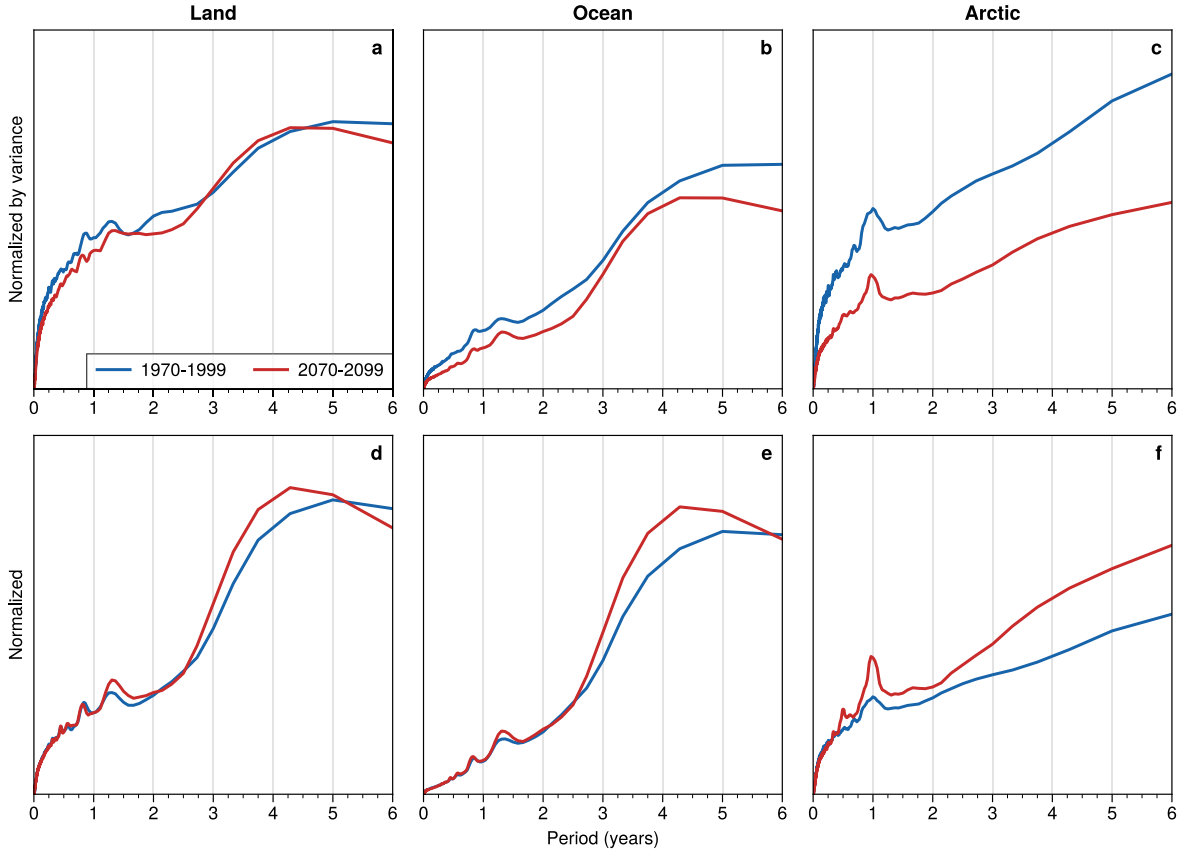 Land Ocean Arctic
a b c
Normalized by variance
1970-1999 2070-2099
0 1 2 3 4 5 6 0 1 2 3 4 5 6 0 1 2 3 4 5 6
d e f
Normalized
0 1 2 3 4 5 6 0 1 2 3 4 5 6 0 1 2 3 4 5 6
Period (years)